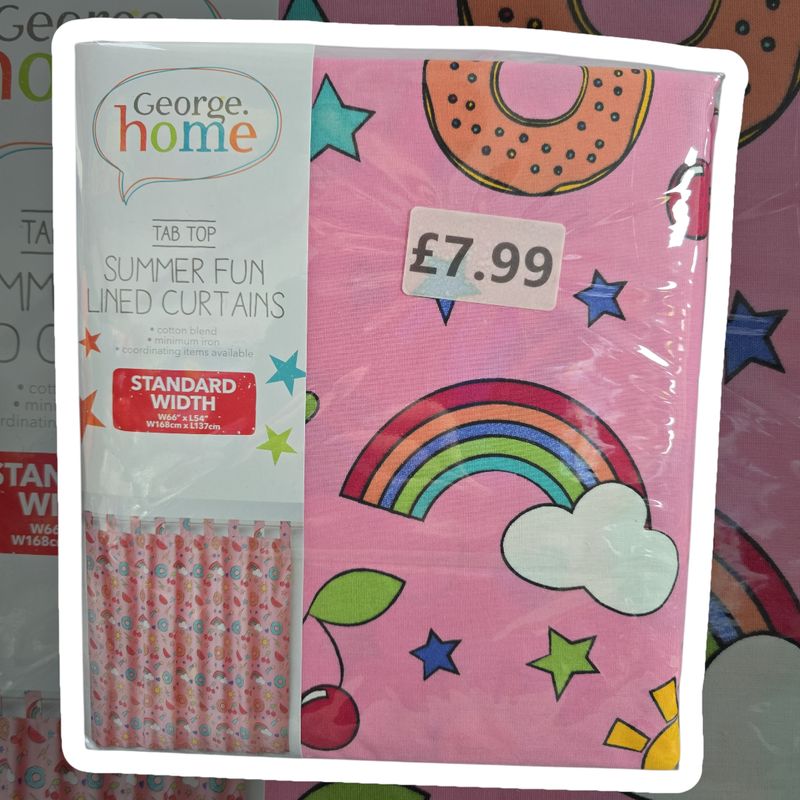 George.
home
TAB TOP
SUMMER FUN
LINED CURTAINS
• cotton blend
• minimum iron
• coordinating items available
STANDARD
WIDTH
W66" x L54"
W168cm x L137cm
£7.99